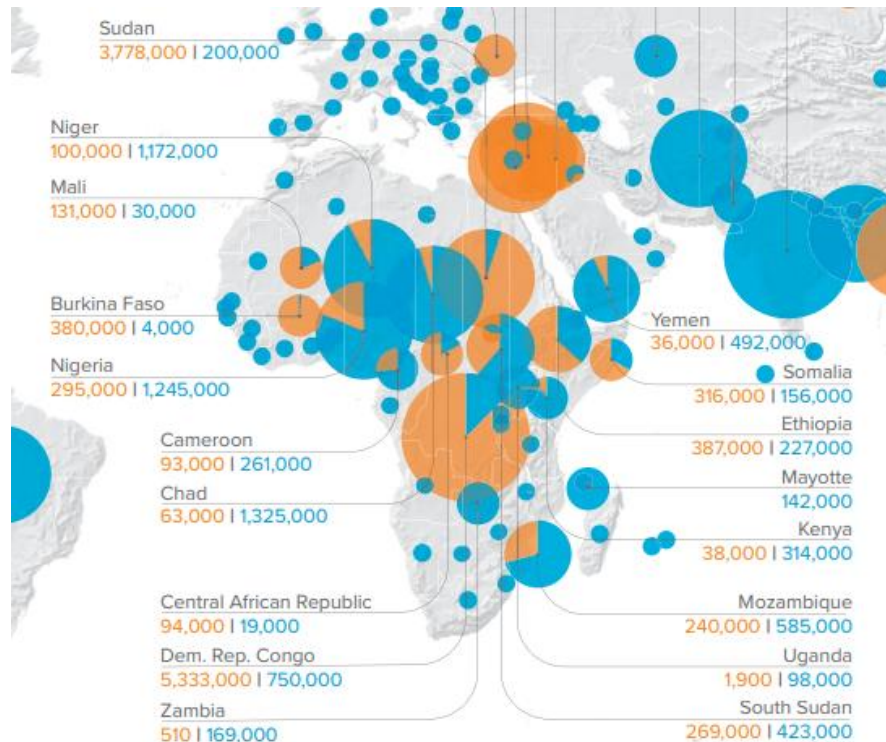 Sudan
3,778,000 | 200,000
Niger
100,000 | 1,172,000
Mali
131,000 | 30,000
Burkina Faso
380,000 | 4,000
Nigeria
295,000 | 1,245,000
Cameroon
93,000 | 261,000
Chad
63,000 | 1,325,000
Central African Republic
94,000 | 19,000
Dem. Rep. Congo
5,333,000 | 750,000
Zambia
510 | 169,000
Yemen
36,000 | 492,000
Somalia
316,000 | 156,000
Ethiopia
387,000 | 227,000
Mayotte
142,000
Kenya
38,000 | 314,000
Mozambique
240,000 | 585,000
Uganda
1,900 | 98,000
South Sudan
269,000 | 423,000